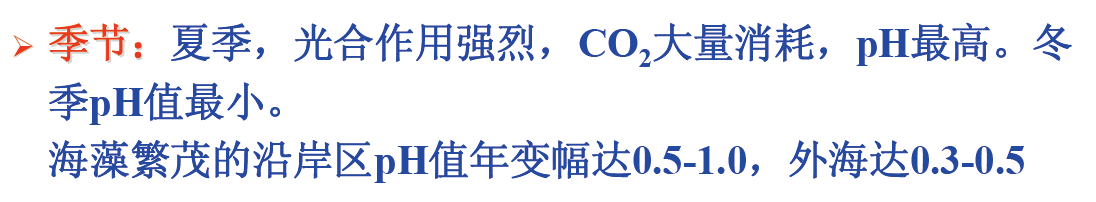 季节：夏季，光合作用强烈，CO₂大量消耗，pH最高。冬
季pH值最小。
海藻繁茂的沿岸区pH值年变幅达0.5-1.0，外海达0.3-0.5